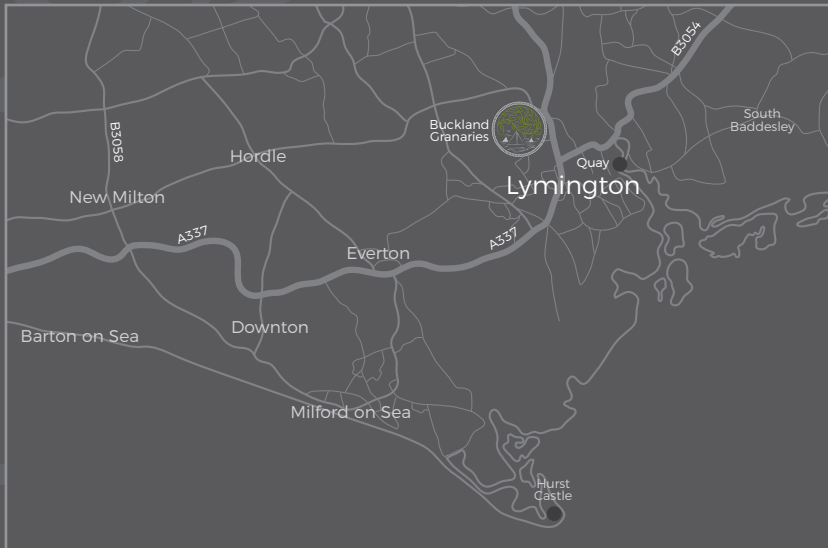 B3054
South
Baddesley
Buckland
Granaries
B3058
Hordle
Quay
Lymington
New Milton
A337
A337
Everton
Downton
Barton on Sea
Milford on Sea
Hurst
Castle